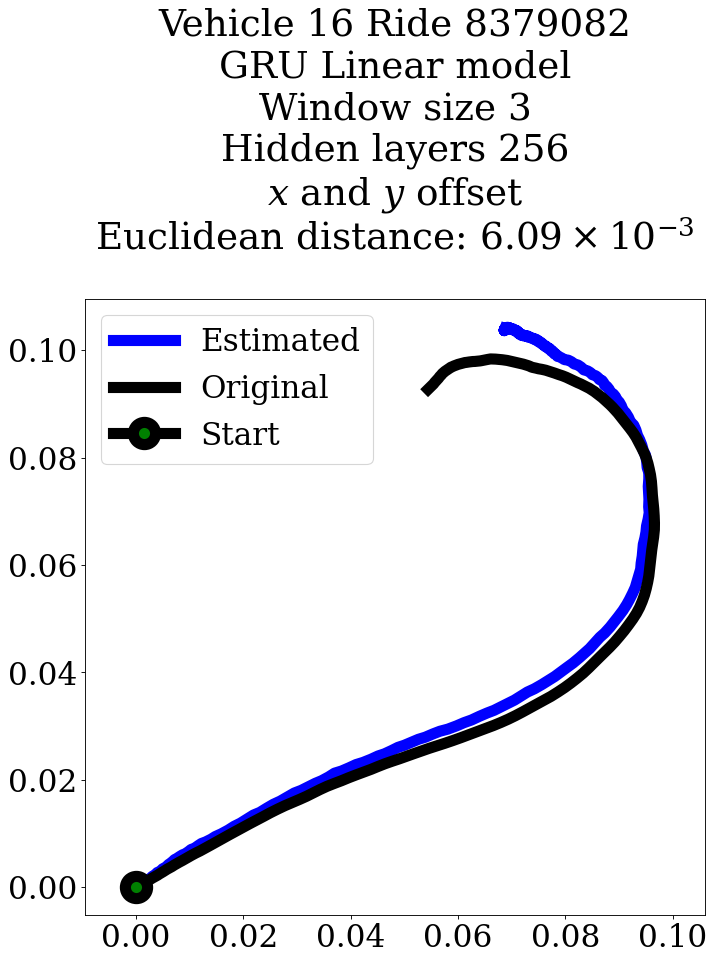 Vehicle 16 Ride 8379082
GRU Linear model
Window size 3
Hidden layers 256
x and y offset
Euclidean distance: 6.09 × 10⁻³
Estimated
Original
Start
0.10
0.08
0.06
0.04
0.02
0.00
0.00 0.02 0.04 0.06 0.08 0.10